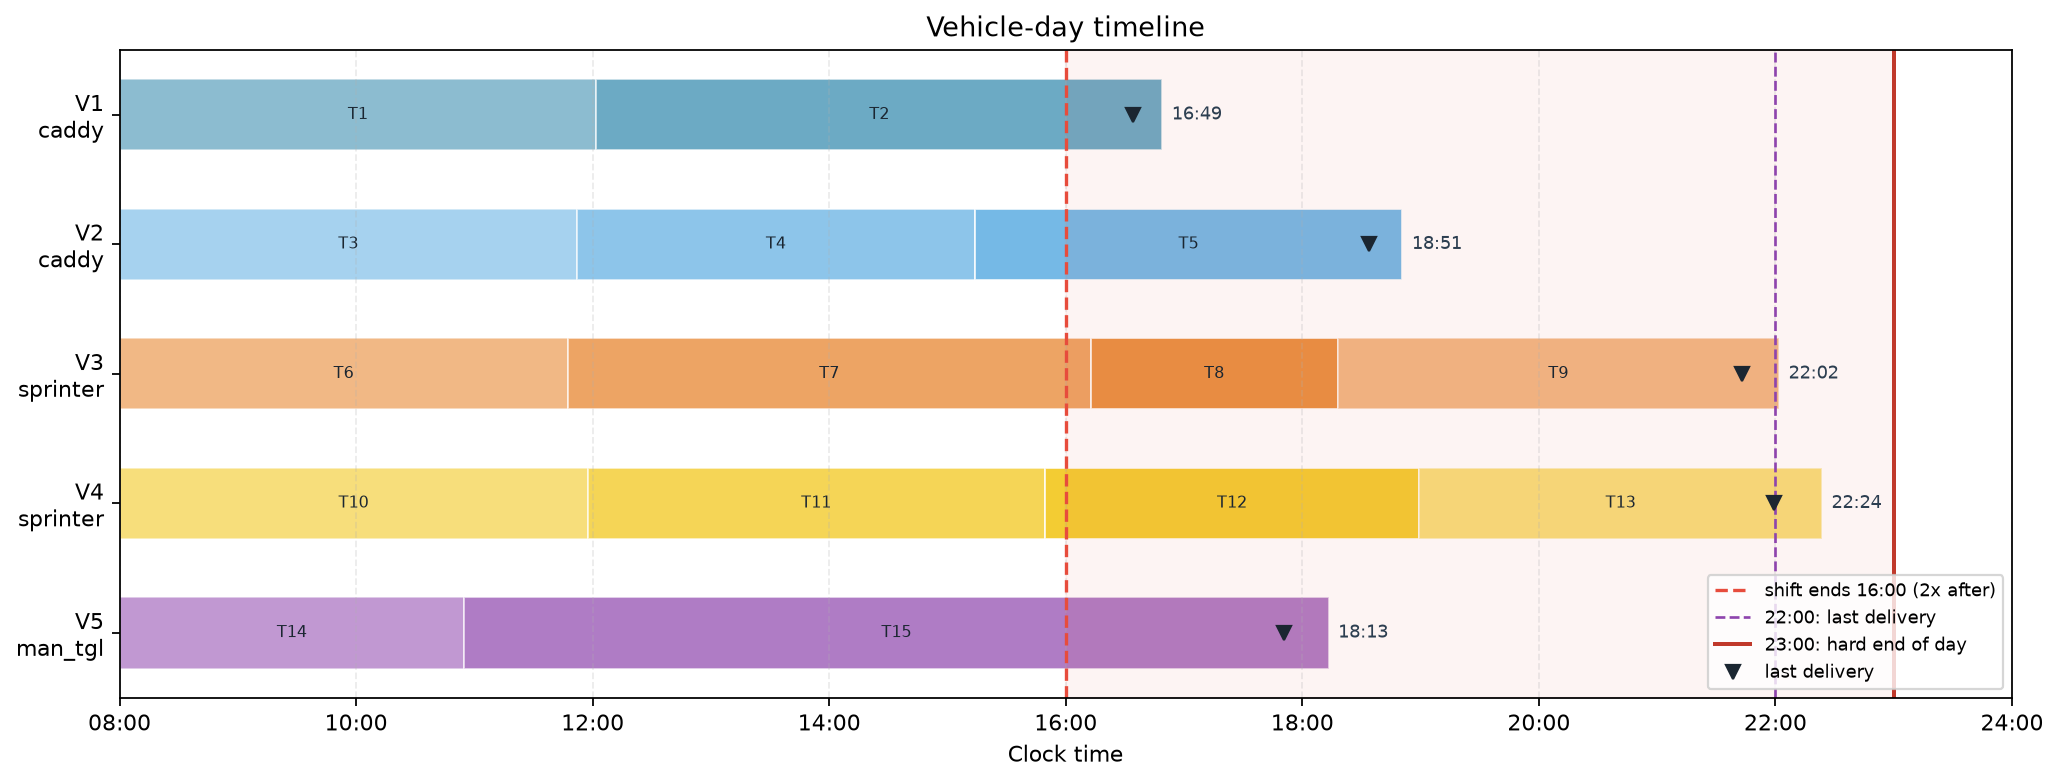 Vehicle-day timeline
V1
caddy
T1
T2
16:49
V2
caddy
T3
T4
T5
18:51
V3
sprinter
T6
T7
T8
T9
22:02
V4
sprinter
T10
T11
T12
T13
22:24
V5
man_tgl
T14
T15
18:13
shift ends 16:00 (2x after)
22:00: last delivery
23:00: hard end of day
last delivery
08:00 10:00 12:00 14:00 16:00 18:00 20:00 22:00 24:00
Clock time